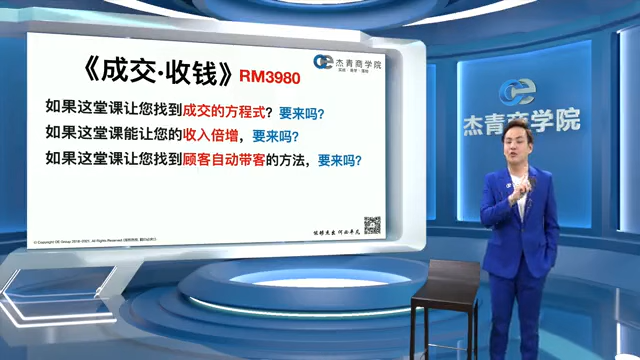 《成交·收钱》 RM3980
杰青商学院
如果这堂课让您找到成交的方程式？要来吗?
如果这堂课能让您的收入倍增，要来吗?
如果这堂课让您找到顾客自动带客的方法，要来吗?
杰青商学院